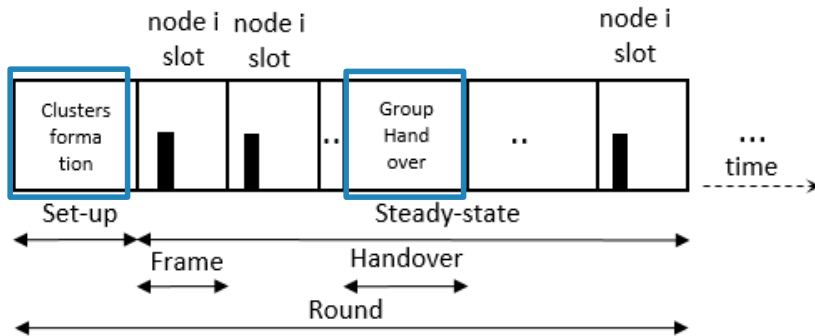 node i
slot
node i
slot
node i
slot
Clusters
forma
tion
..
Group
Hand
over
..
...
time
Set-up
Steady-state
Frame
Handover
Round